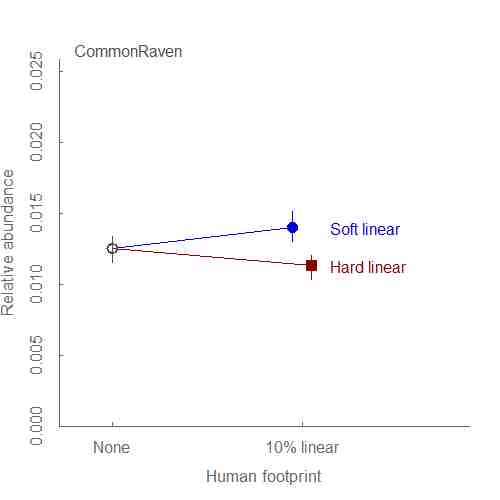 CommonRaven
0.025
0.020
0.015
0.010
0.005
0.000
Relative abundance
Soft linear
Hard linear
None
10% linear
Human footprint